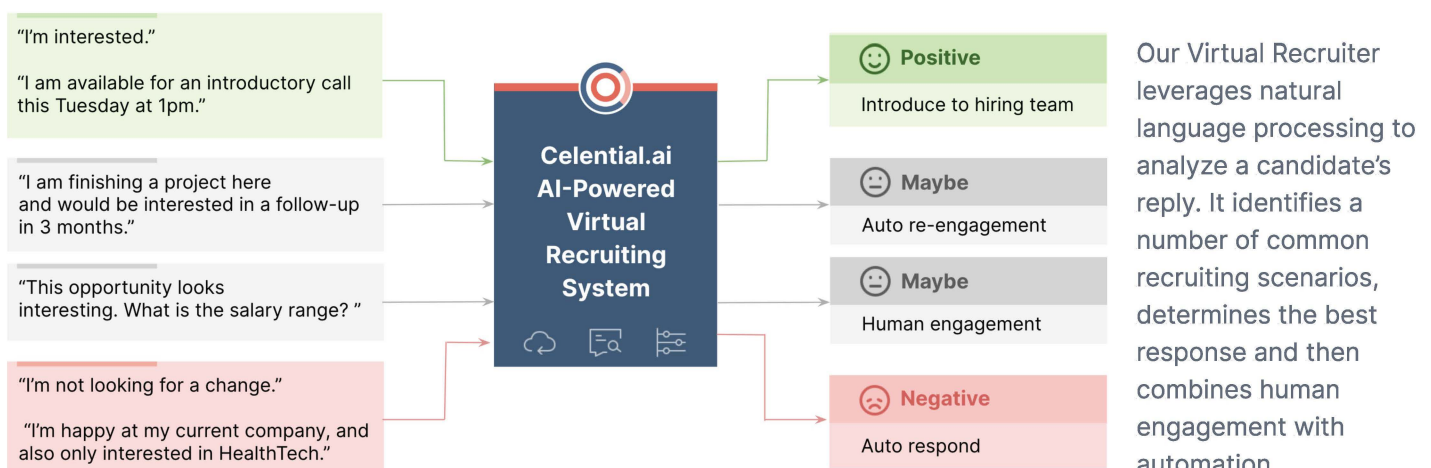 “I’m interested.”
“I am available for an introductory call
this Tuesday at 1pm.”
“I am finishing a project here
and would be interested in a follow-up
in 3 months.”
“This opportunity looks
interesting. What is the salary range? ”
“I’m not looking for a change.”
“I’m happy at my current company, and
also only interested in HealthTech.”
Celential.ai
AI-Powered
Virtual
Recruiting
System
Positive
Introduce to hiring team
Maybe
Auto re-engagement
Maybe
Human engagement
Negative
Auto respond
Our Virtual Recruiter
leverages natural
language processing to
analyze a candidate’s
reply. It identifies a
number of common
recruiting scenarios,
determines the best
response and then
combines human
engagement with
automation